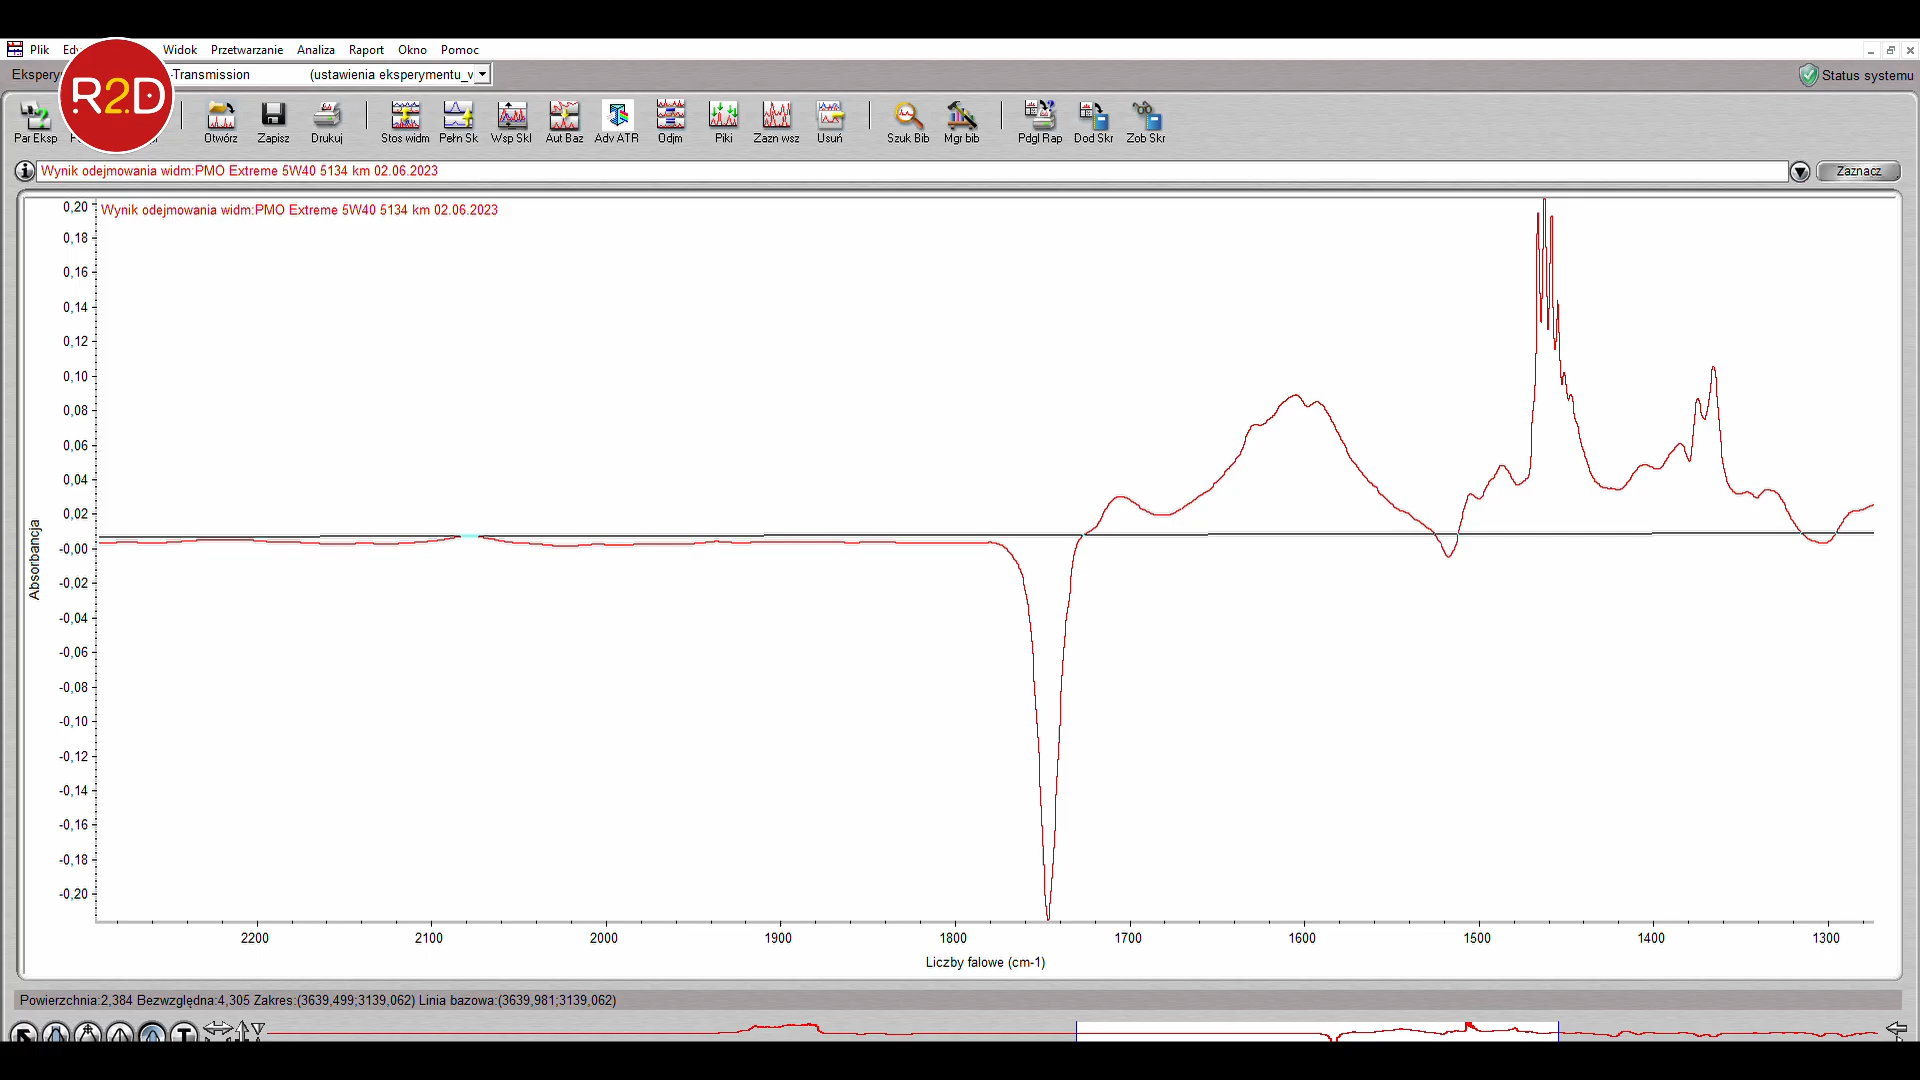 Plik Widok Przetwarzanie Analiza Raport Okno Pomoc
R2D
-Transmission (ustawienia eksperymentu_v
Status systemu
Par Eksp Otwórz Zapisz Drukuj Stos widm Pełn Sk Wsp Skl Aut Baz Adv ATR Odjm Piki Zazn wsz Usuń Szuk Bib Mgr bib Pdgl Rap Dod Skr Zob Skr
Wynik odejmowania widm:PMO Extreme 5W40 5134 km 02.06.2023
Zaznacz
Wynik odejmowania widm:PMO Extreme 5W40 5134 km 02.06.2023
0,20
0,18
0,16
0,14
0,12
0,10
0,08
0,06
0,04
0,02
-0,00
-0,02
-0,04
-0,06
-0,08
-0,10
-0,12
-0,14
-0,16
-0,18
-0,20
Absorbancja
2200 2100 2000 1900 1800 1700 1600 1500 1400 1300
Liczby falowe (cm-1)
Powierzchnia:2,384 Bezwzględna:4,305 Zakres:(3639,499;3139,062) Linia bazowa:(3639,981;3139,062)
T